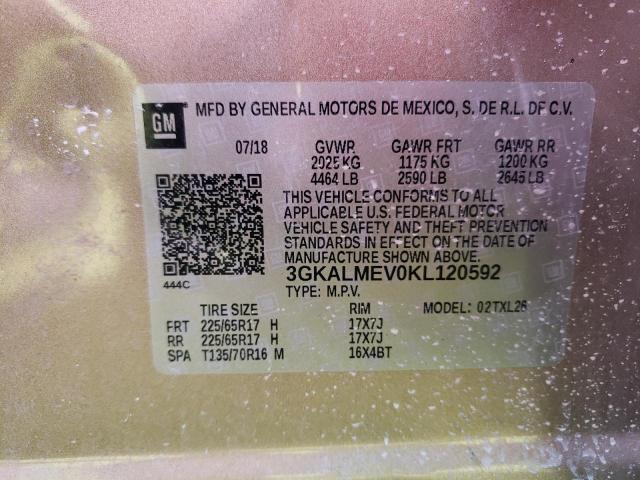 GM
MFD BY GENERAL MOTORS DE MEXICO, S. DE R.L. DE C.V.
07/18 GVWR GAWR FRT GAWR RR
2025 KG 1175 KG 1200 KG
4464 LB 2590 LB 2645 LB
THIS VEHICLE CONFORMS TO ALL
APPLICABLE U.S. FEDERAL MOTOR
VEHICLE SAFETY AND THEFT PREVENTION
STANDARDS IN EFFECT ON THE DATE OF
MANUFACTURE SHOWN ABOVE.
444C
3GKALMEV0KL120592
TYPE: M.P.V.
TIRE SIZE RIM MODEL: 02TXL26
FRT 225/65R17 H 17X7J
RR 225/65R17 H 17X7J
SPA T135/70R16 M 16X4BT